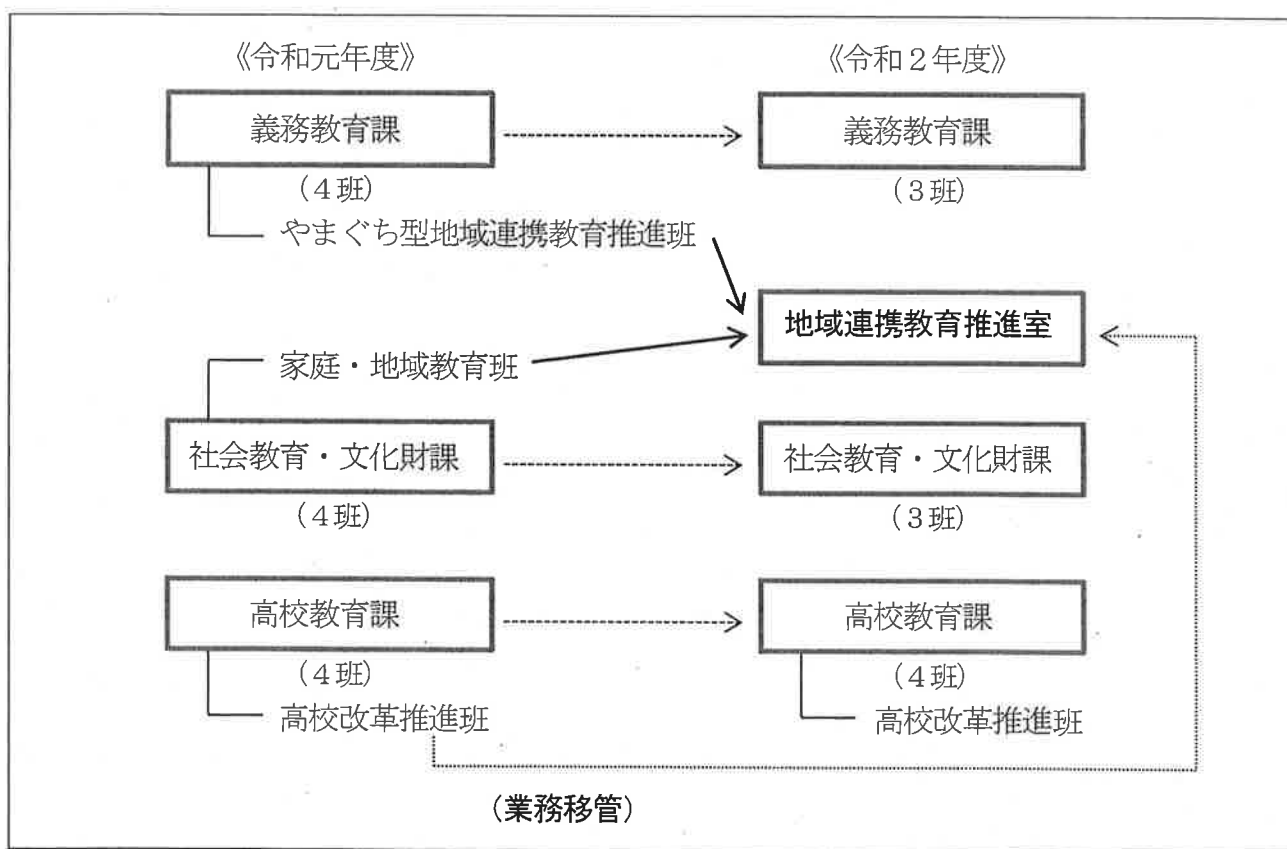 《令和元年度》 《令和２年度》
義務教育課 義務教育課
（４班） （３班）
やまぐち型地域連携教育推進班
地域連携教育推進室
家庭・地域教育班
社会教育・文化財課 社会教育・文化財課
（４班） （３班）
高校教育課 高校教育課
（４班） （４班）
高校改革推進班 高校改革推進班
（業務移管）